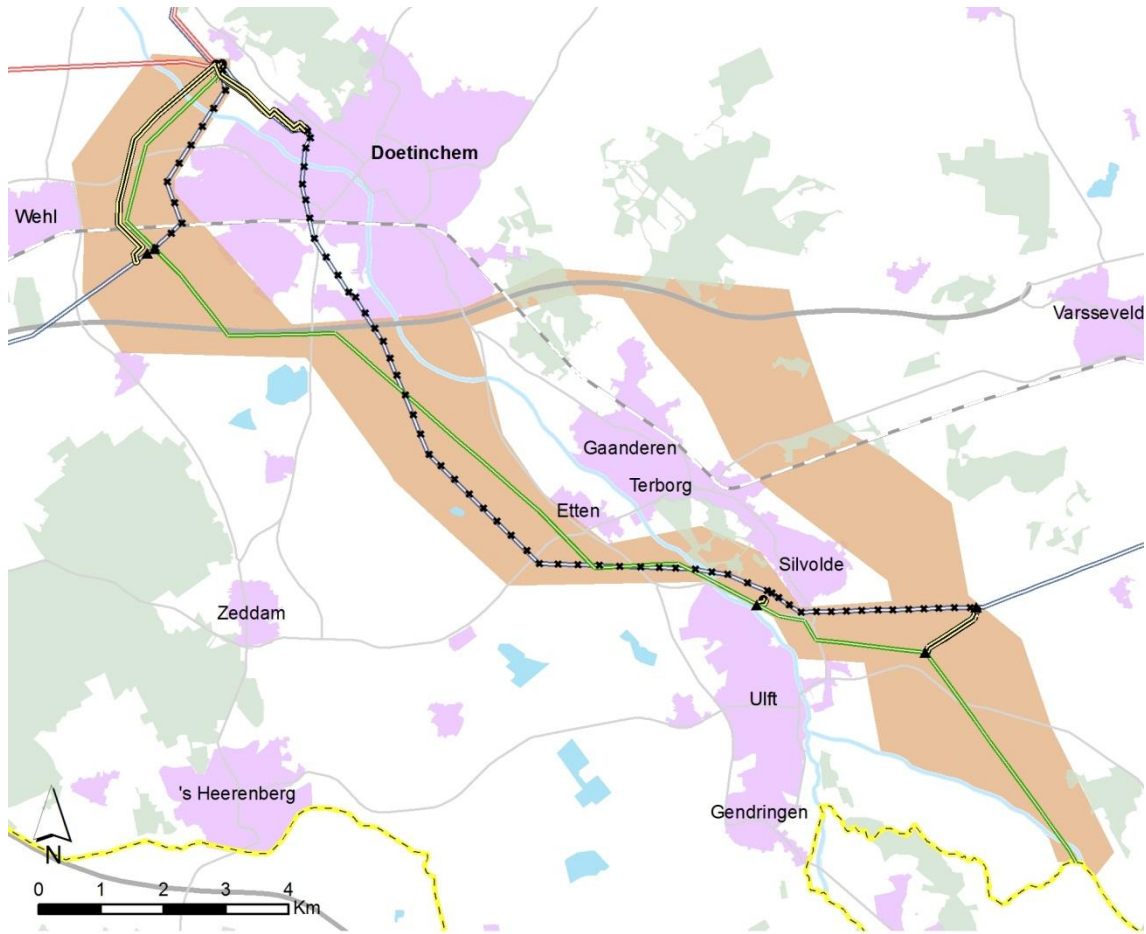 Doetinchem
Wehl
Varsseveld
Gaanderen
Terborg
Etten
Silvolde
Zeddam
Ulft
's Heerenberg
Gendringen
N
0 1 2 3 4
Km